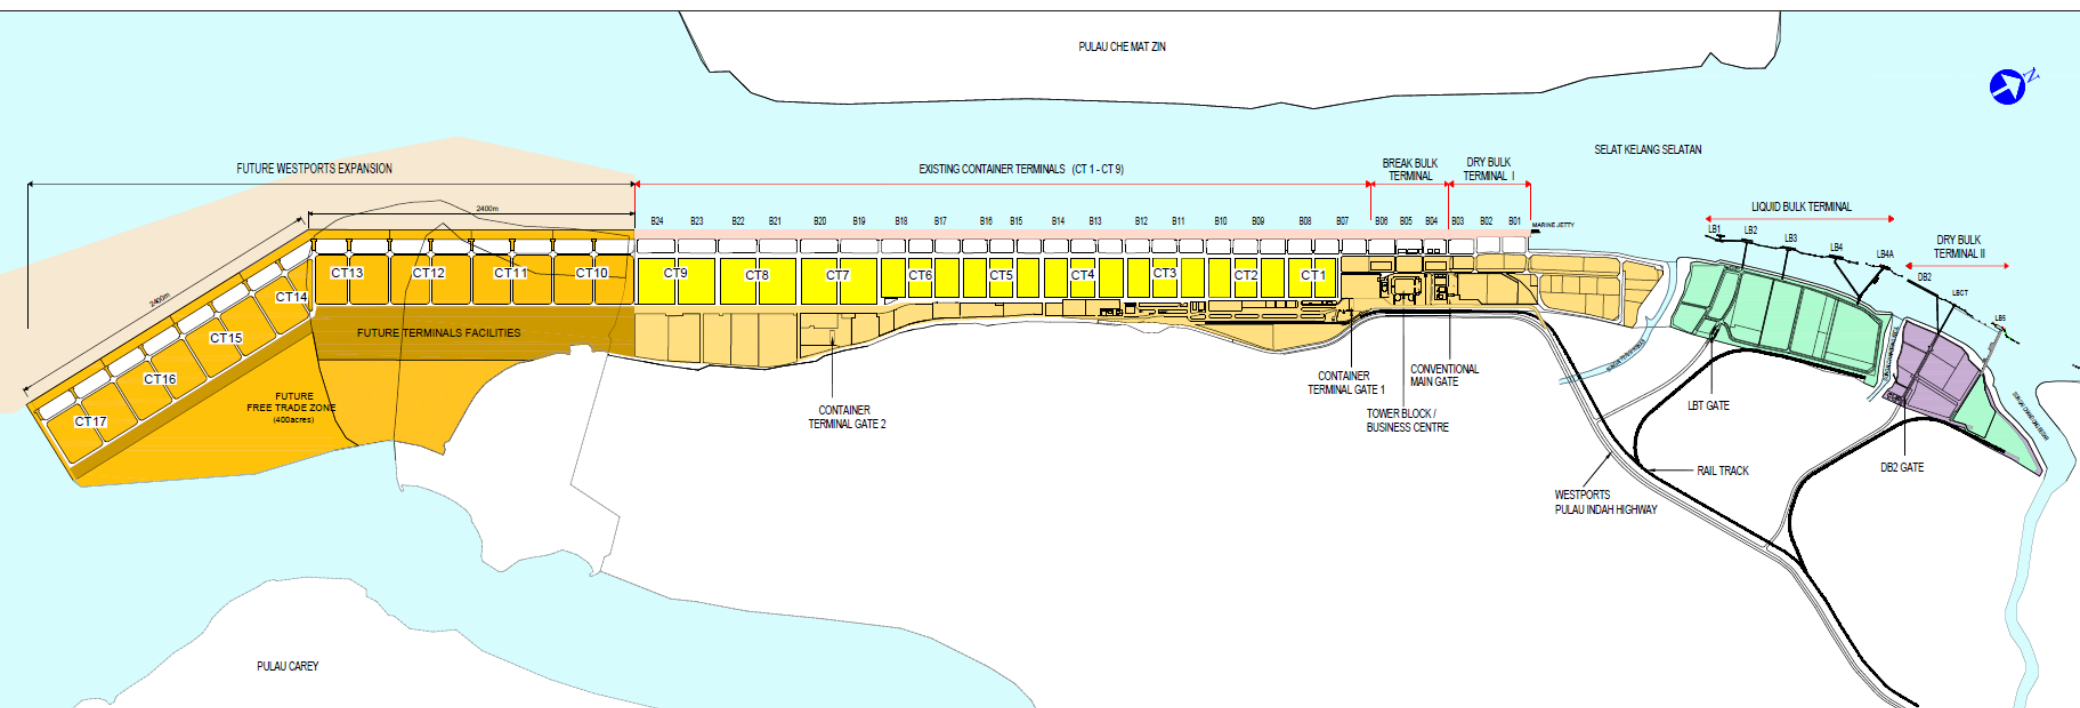 PULAU CHE MAT ZIN
N
SELAT KELANG SELATAN
FUTURE WESTPORTS EXPANSION
EXISTING CONTAINER TERMINALS (CT 1 - CT 9)
BREAK BULK
TERMINAL
DRY BULK
TERMINAL I
LIQUID BULK TERMINAL
DRY BULK
TERMINAL II
2400m
2400m
B24 B23 B22 B21 B20 B19 B18 B17 B16 B15 B14 B13 B12 B11 B10 B09 B08 B07 B06 B05 B04 B03 B02 B01
MARINE JETTY
LB1 LB2 LB3 LB4 LB4A
DB2
LBCT
LB5
CT17 CT16 CT15 CT14 CT13 CT12 CT11 CT10 CT9 CT8 CT7 CT6 CT5 CT4 CT3 CT2 CT1
FUTURE TERMINALS FACILITIES
FUTURE
FREE TRADE ZONE
(400acres)
CONTAINER
TERMINAL GATE 2
CONTAINER
TERMINAL GATE 1
CONVENTIONAL
MAIN GATE
TOWER BLOCK /
BUSINESS CENTRE
LBT GATE
DB2 GATE
RAIL TRACK
WESTPORTS
PULAU INDAH HIGHWAY
PULAU CAREY